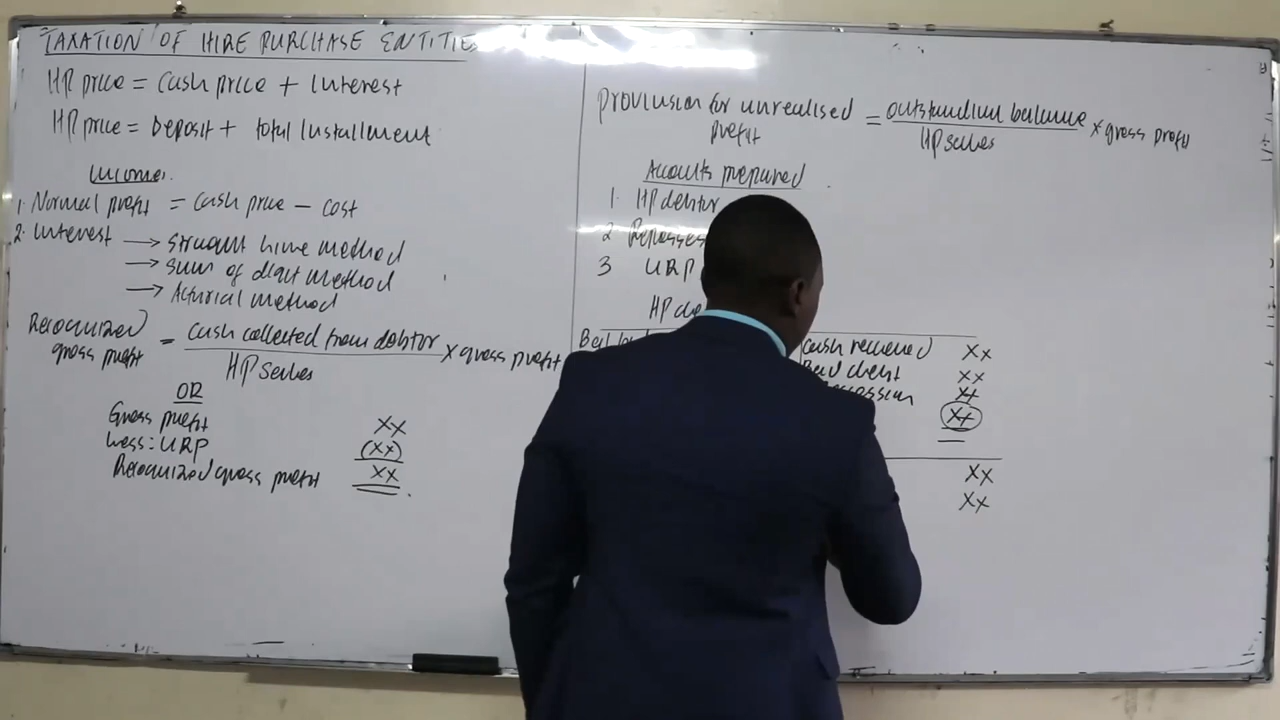 TAXATION OF HIRE PURCHASE ENTITIE
HP price = Cash price + Interest
HP price = Deposit + total Installment
Income
1. Normal profit = Cash price - cost
2. Interest → Straight line method
→ Sum of digit method
→ Acturial method
Recognized gross profit = Cash collected from debtor / HP Sales × gross profit
OR
Gross profit XX
Less: URP (XX)
Recognized gross profit XX
Provision for unrealised profit = outstanding balance / HP sales × gross profit
Accounts prepared
1. HP debtor
2 Reposses
3 URP
HP de
Bal b
Cash received XX
Bad debt XX
XX
XX
XX
XX